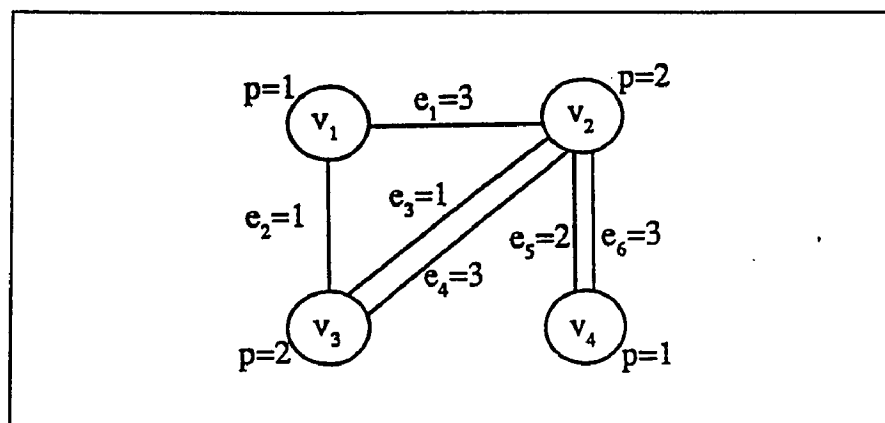 p=1
p=2
v₁
e₁=3
v₂
e₂=1
e₃=1
e₅=2
e₆=3
e₄=3
v₃
v₄
p=2
p=1